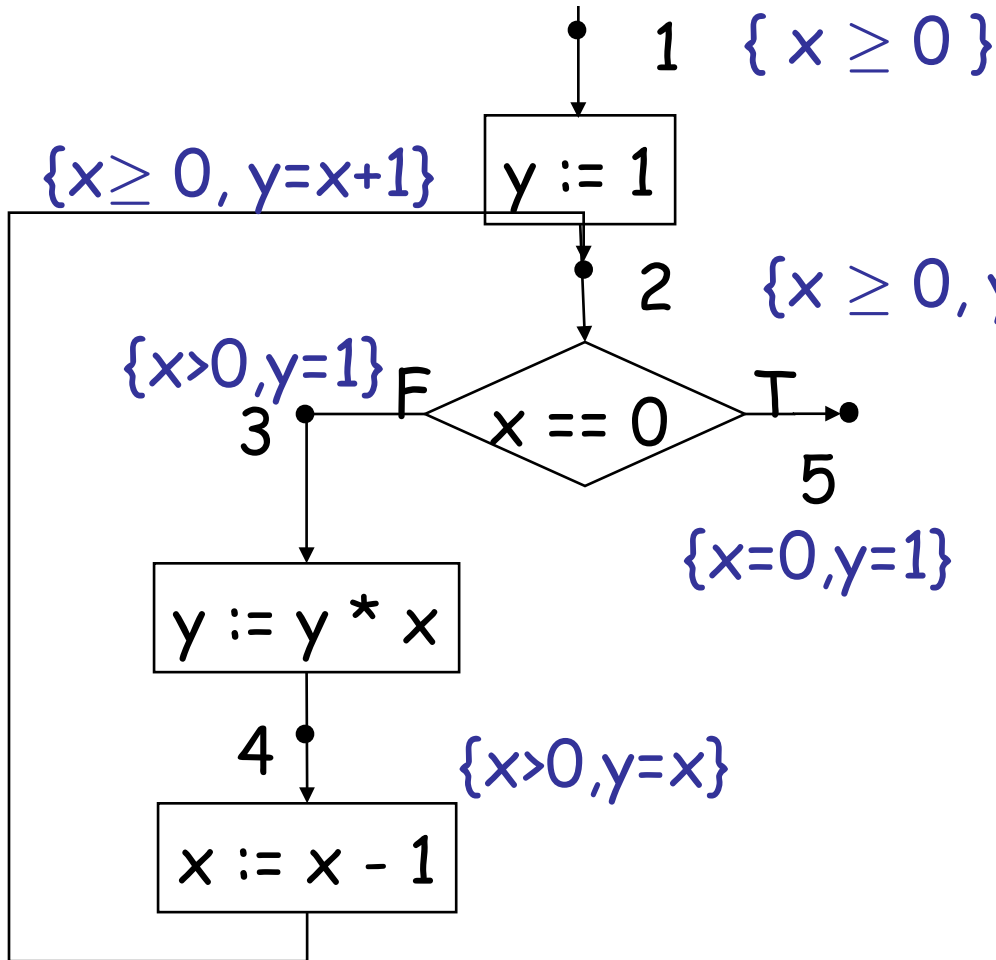 1 { x ≥ 0 }
y := 1
{x ≥ 0, y=x+1}
2 {x ≥ 0,
{x>0,y=1} F T
x == 0
3
5
{x=0,y=1}
y := y * x
4 {x>0,y=x}
x := x - 1